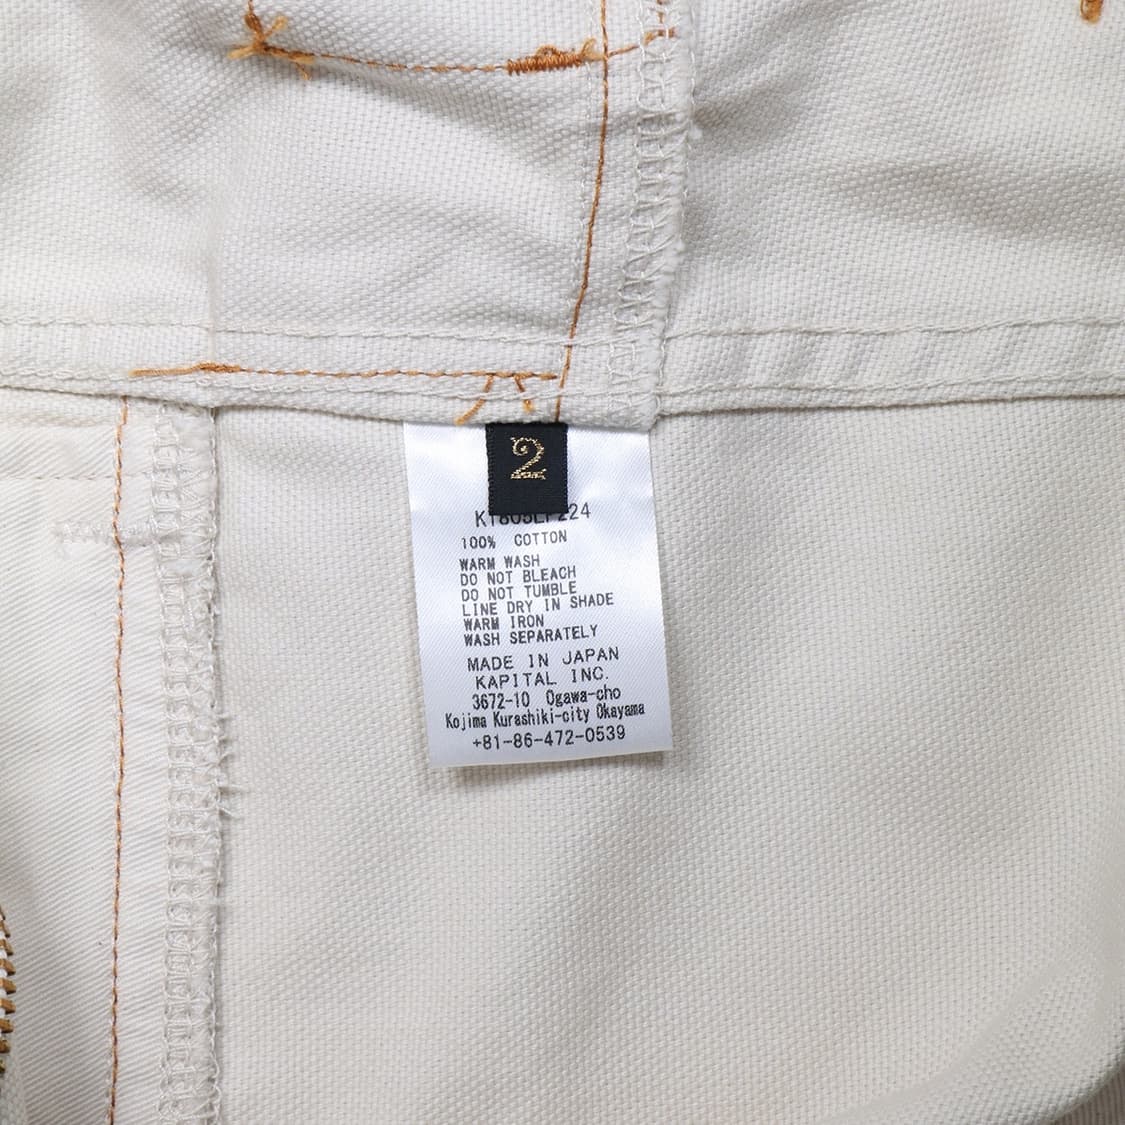 2
100% COTTON
WARM WASH
DO NOT BLEACH
DO NOT TUMBLE
LINE DRY IN SHADE
WARM IRON
WASH SEPARATELY
MADE IN JAPAN
KAPITAL INC.
3672-10 Ogawa-cho
Kojima Kurashiki-city Okayama
+81-86-472-0539